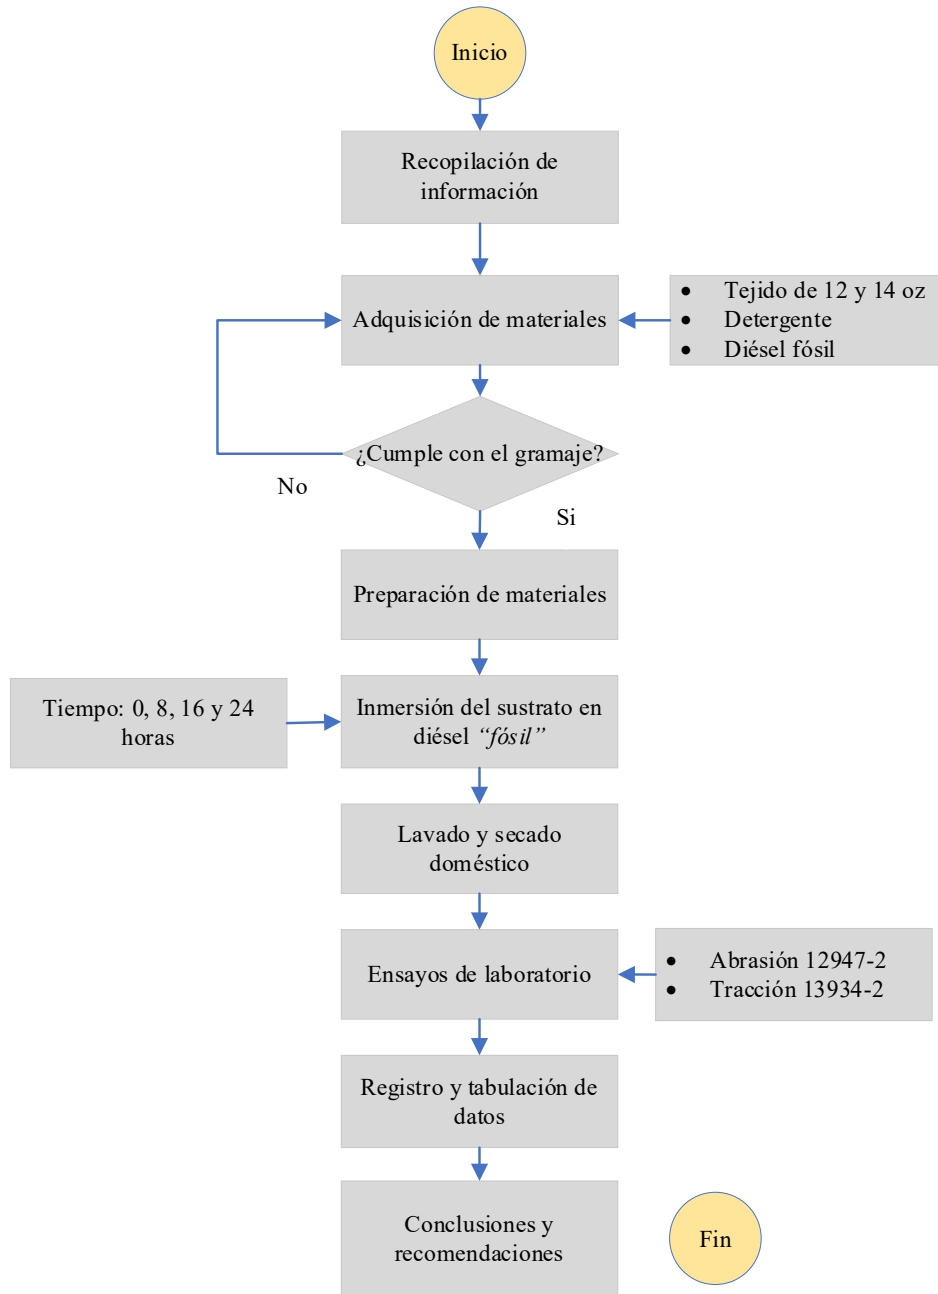 Inicio
Recopilación de
información
Adquisición de materiales
• Tejido de 12 y 14 oz
• Detergente
• Diésel fósil
¿Cumple con el gramaje?
No
Si
Preparación de materiales
Tiempo: 0, 8, 16 y 24
horas
Inmersión del sustrato en
diésel “fósil”
Lavado y secado
doméstico
Ensayos de laboratorio
• Abrasión 12947-2
• Tracción 13934-2
Registro y tabulación de
datos
Conclusiones y
recomendaciones
Fin